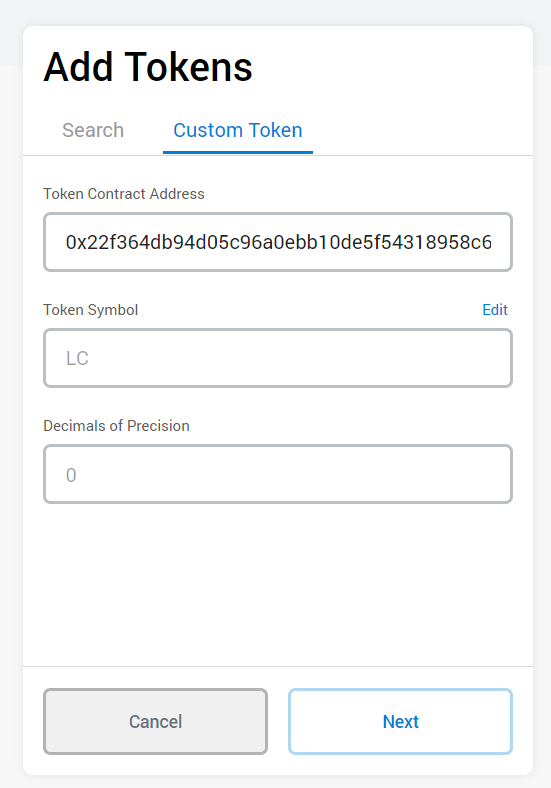 Add Tokens
Search
Custom Token
Token Contract Address
0x22f364db94d05c96a0ebb10de5f54318958c6
Token Symbol
Edit
LC
Decimals of Precision
0
Cancel
Next